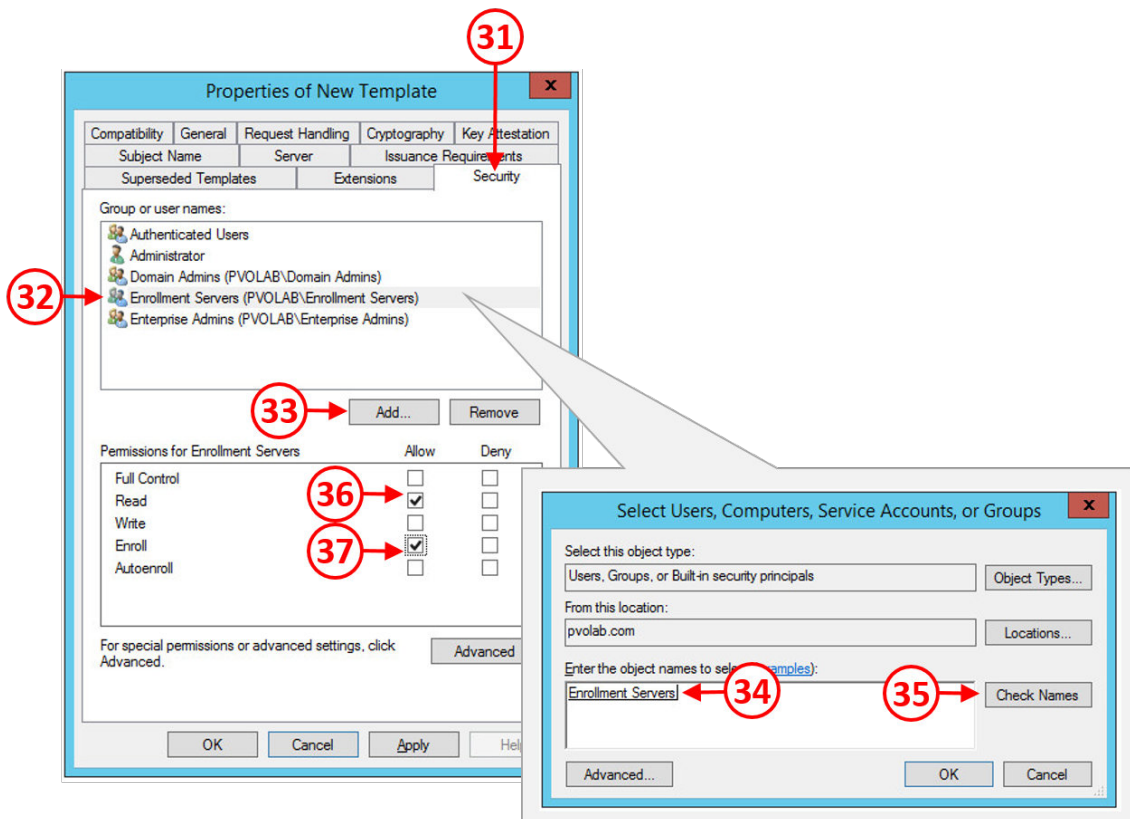 31
Properties of New Template
x
Compatibility General Request Handling Cryptography Key Attestation
Subject Name Server Issuance Requirements
Superseded Templates Extensions Security
Group or user names:
Authenticated Users
Administrator
Domain Admins (PVOLAB\Domain Admins)
32
Enrollment Servers (PVOLAB\Enrollment Servers)
Enterprise Admins (PVOLAB\Enterprise Admins)
33
Add... Remove
Permissions for Enrollment Servers Allow Deny
Full Control
36
Read
Write
37
Enroll
Autoenroll
For special permissions or advanced settings, click
Advanced.
Advanced
OK Cancel Apply Help
Select Users, Computers, Service Accounts, or Groups
x
Select this object type:
Users, Groups, or Built-in security principals Object Types...
From this location:
pvolab.com Locations...
Enter the object names to select (examples):
Enrollment Servers 34 35 Check Names
Advanced... OK Cancel